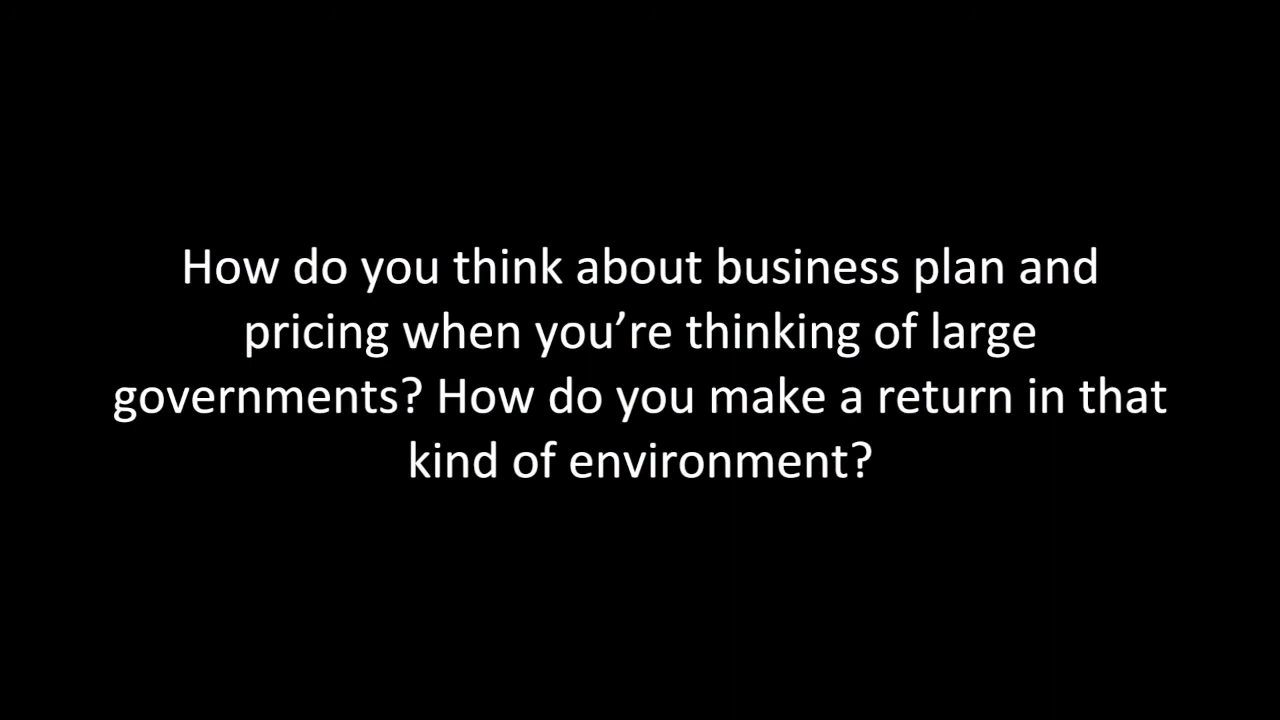 How do you think about business plan and
pricing when you’re thinking of large
governments? How do you make a return in that
kind of environment?